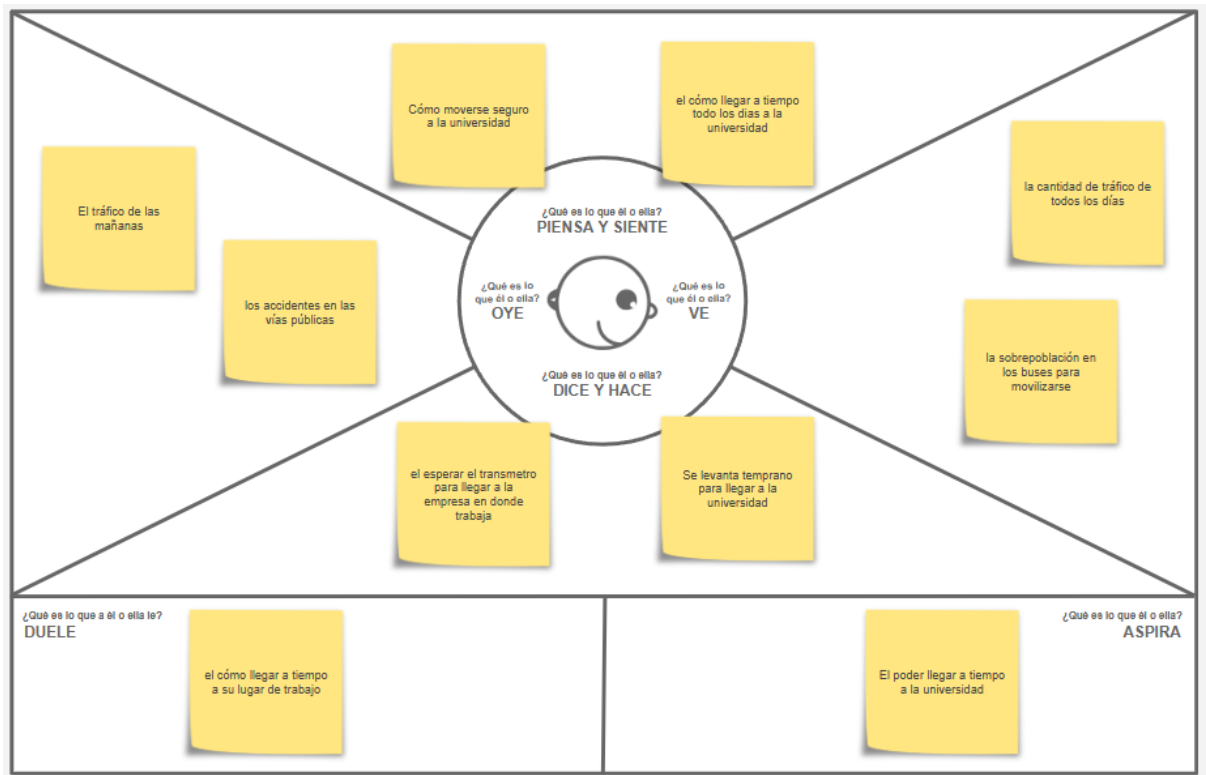 Cómo moverse seguro
a la universidad
el cómo llegar a tiempo
todo los dias a la
universidad
El tráfico de las
mañanas
los accidentes en las
vías públicas
la cantidad de tráfico de
todos los días
la sobrepoblación en
los buses para
movilizarse
¿Qué es lo que él o ella?
PIENSA Y SIENTE
¿Qué es lo
que él o ella?
OYE
¿Qué es lo
que él o ella?
VE
¿Qué es lo que él o ella?
DICE Y HACE
el esperar el transmetro
para llegar a la
empresa en donde
trabaja
Se levanta temprano
para llegar a la
universidad
¿Qué es lo que a él o ella le?
DUELE
el cómo llegar a tiempo
a su lugar de trabajo
¿Qué es lo que él o ella?
ASPIRA
El poder llegar a tiempo
a la universidad